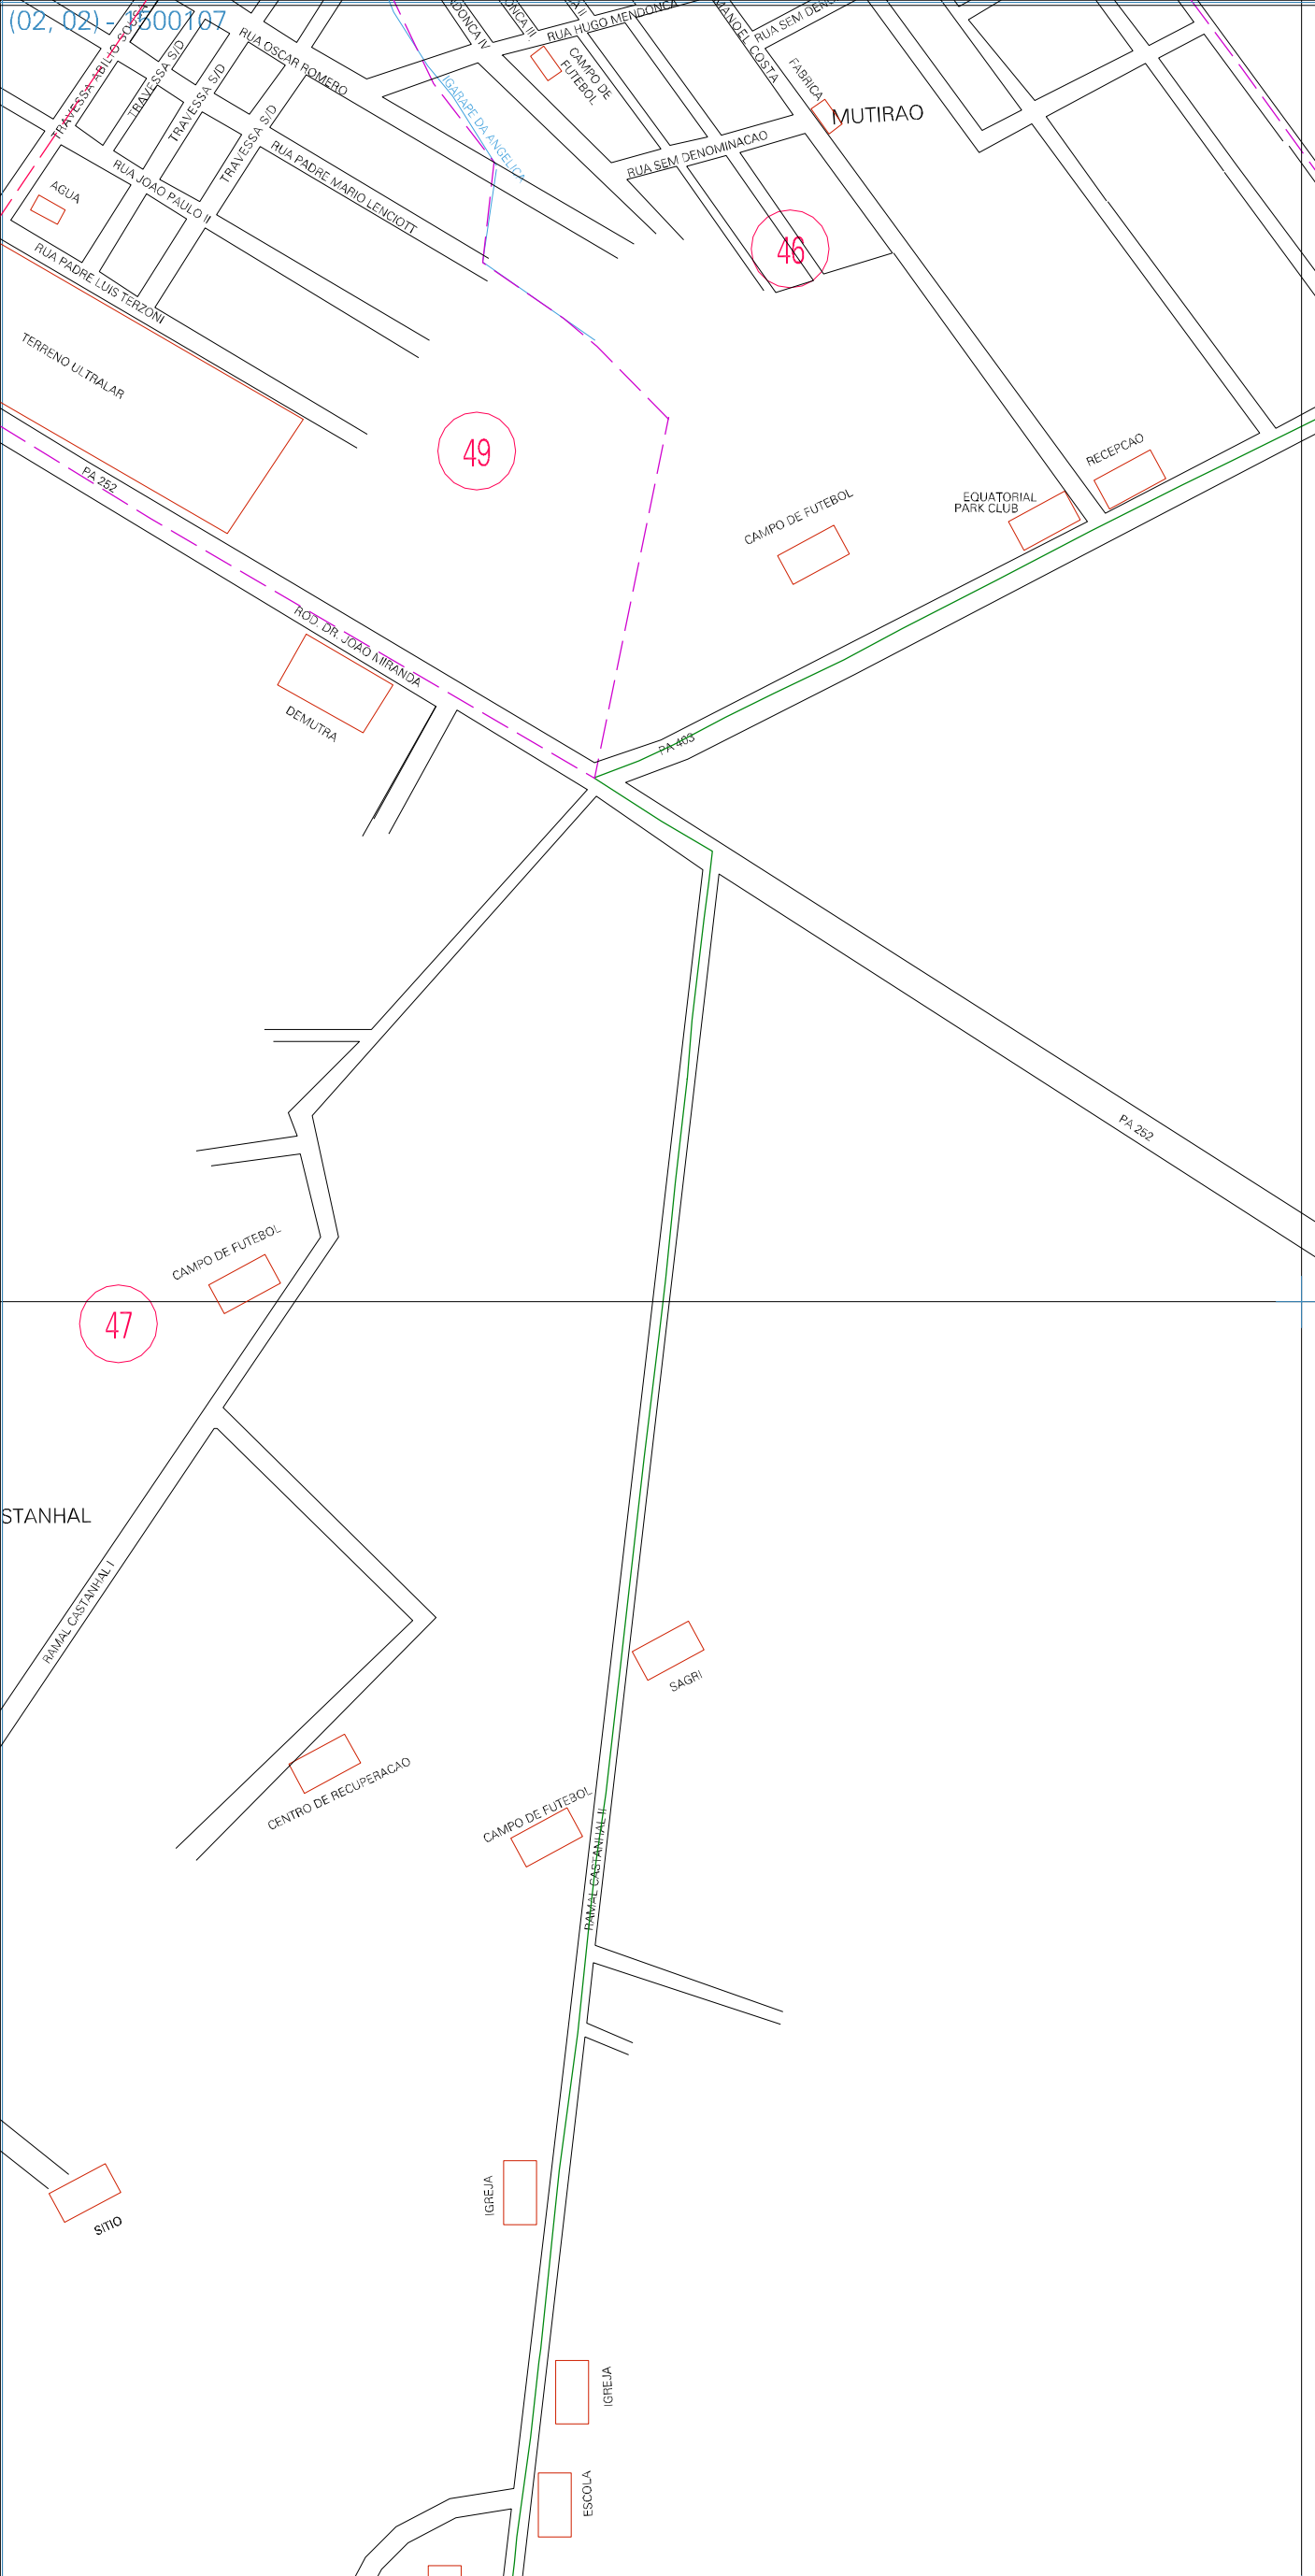 (02, 02) - 1500107
TRAVESSA ABILIO SOUSA
TRAVESSA S/D
TRAVESSA S/D
TRAVESSA S/D
RUA OSCAR ROMERO
RUA HUGO MENDONCA
CAMPO DE
FUTEBOL
MANOEL COSTA
RUA SEM
FABRICA
MUTIRAO
IGARAPE DA ANGELICA
RUA SEM DENOMINACAO
RUA PADRE MARIO LENCIOTT
RUA JOAO PAULO II
AGUA
46
RUA PADRE LUIS TERZONI
TERRENO ULTRALAR
49
PA 252
RECEPCAO
EQUATORIAL
PARK CLUB
CAMPO DE FUTEBOL
ROD. DR. JOAO MIRANDA
DEMUTRA
PA 403
PA 252
CAMPO DE FUTEBOL
47
STANHAL
RAMAL CASTANHAL I
SAGRI
CENTRO DE RECUPERACAO
CAMPO DE FUTEBOL
RAMAL CASTANHAL II
IGREJA
SITIO
IGREJA
ESCOLA